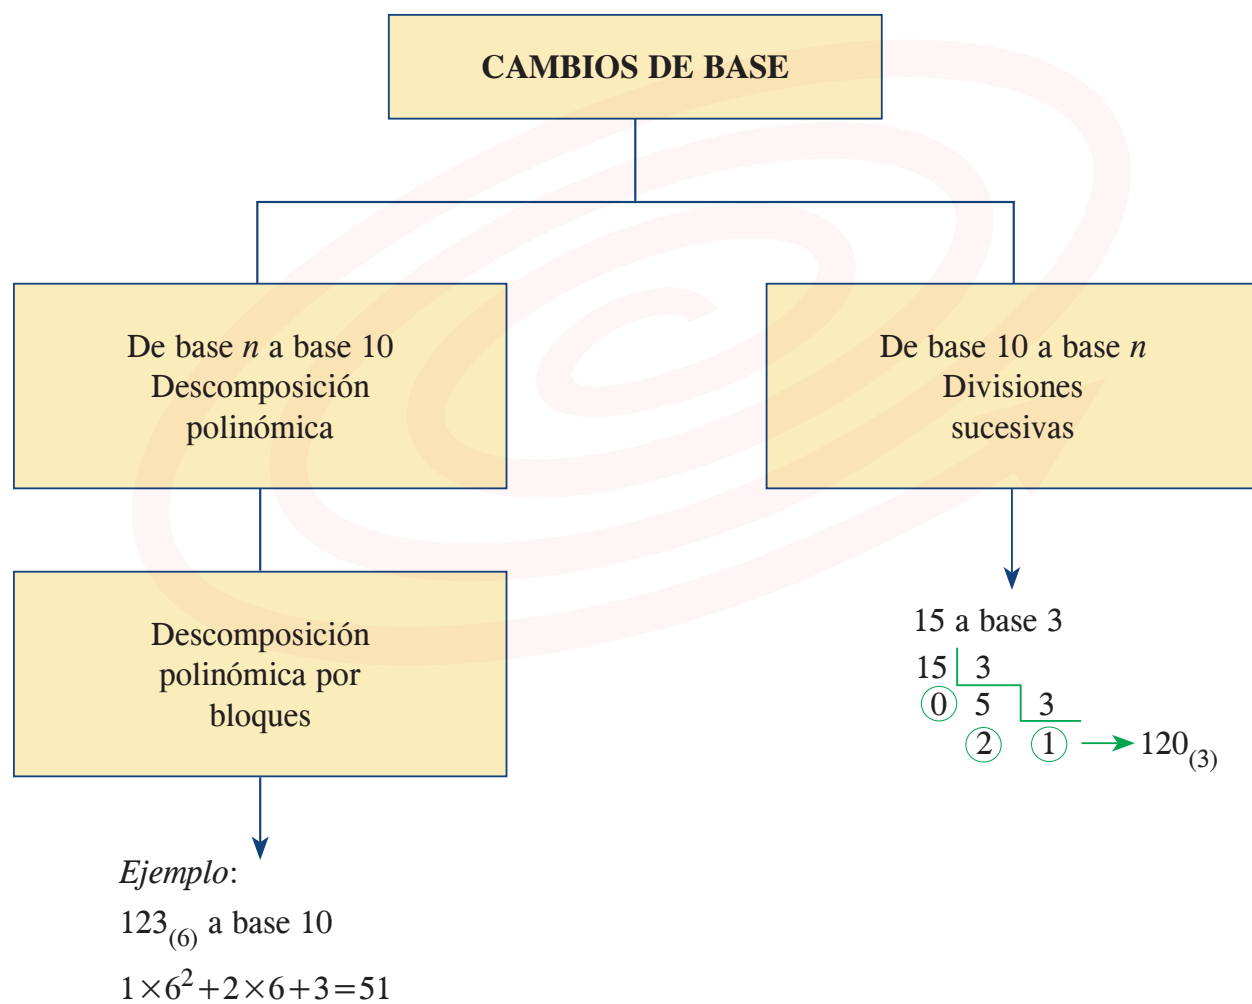 CAMBIOS DE BASE
De base n a base 10
Descomposición
polinómica
Descomposición
polinómica por
bloques
Ejemplo:
123(6) a base 10
1×6²+2×6+3=51
De base 10 a base n
Divisiones
sucesivas
15 a base 3
15 3
0 5 3
2 1 120(3)